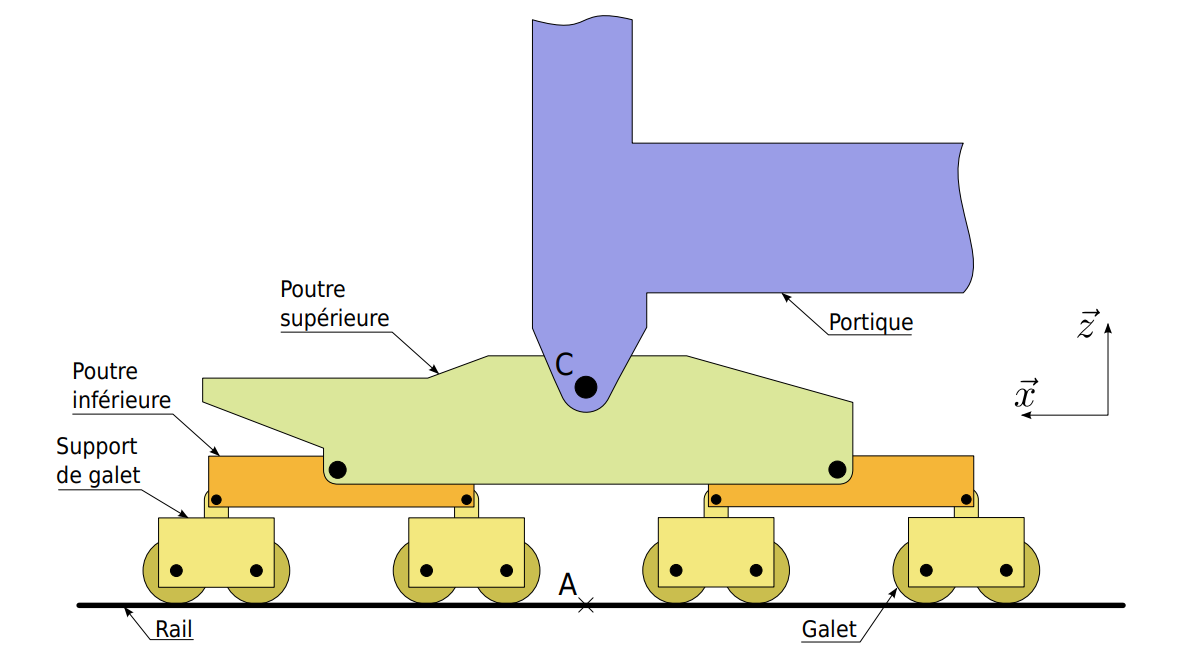 Poutre
supérieure
C
Portique
z
Poutre
inférieure
x
Support
de galet
A
Rail
Galet